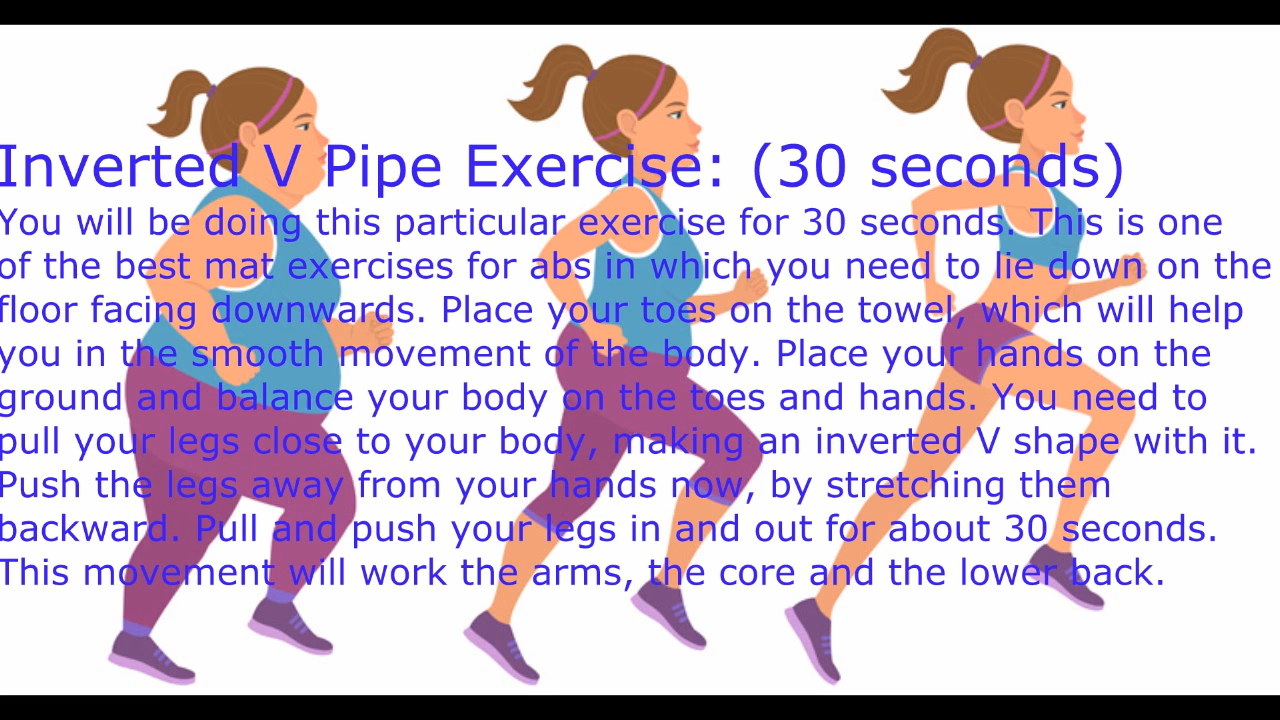 Inverted V Pipe Exercise: (30 seconds)
You will be doing this particular exercise for 30 seconds. This is one
of the best mat exercises for abs in which you need to lie down on the
floor facing downwards. Place your toes on the towel, which will help
you in the smooth movement of the body. Place your hands on the
ground and balance your body on the toes and hands. You need to
pull your legs close to your body, making an inverted V shape with it.
Push the legs away from your hands now, by stretching them
backward. Pull and push your legs in and out for about 30 seconds.
This movement will work the arms, the core and the lower back.